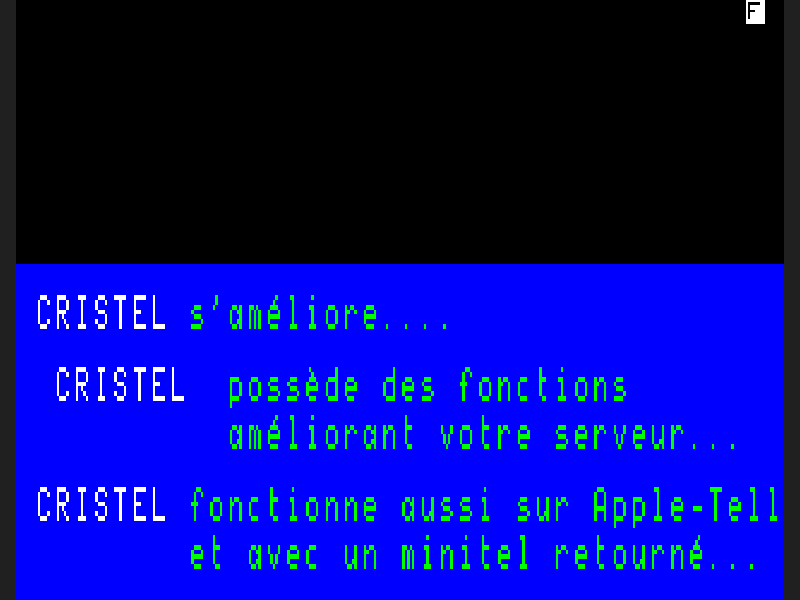 F
CRISTEL s'améliore....
CRISTEL possède des fonctions
améliorant votre serveur...
CRISTEL fonctionne aussi sur Apple-Tell
et avec un minitel retourné...